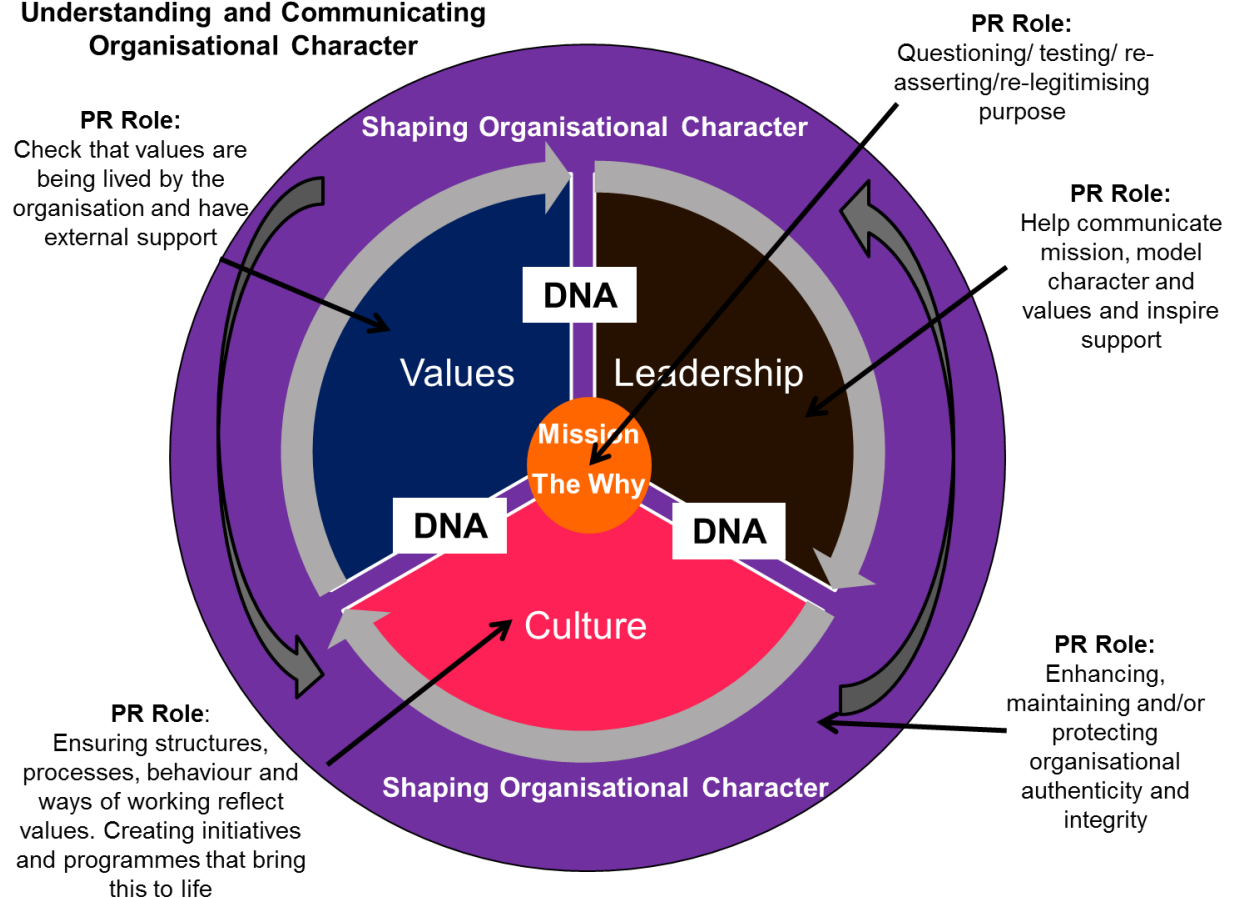 Understanding and Communicating
Organisational Character
PR Role:
Questioning/ testing/ re-
asserting/re-legitimising
purpose
PR Role:
Check that values are
being lived by the
organisation and have
external support
Shaping Organisational Character
PR Role:
Help communicate
mission, model
character and
values and inspire
support
DNA
Values
Leadership
Mission
The Why
DNA
DNA
Culture
PR Role:
Enhancing,
maintaining and/or
protecting
organisational
authenticity and
integrity
PR Role:
Ensuring structures,
processes, behaviour and
ways of working reflect
values. Creating initiatives
and programmes that bring
this to life
Shaping Organisational Character